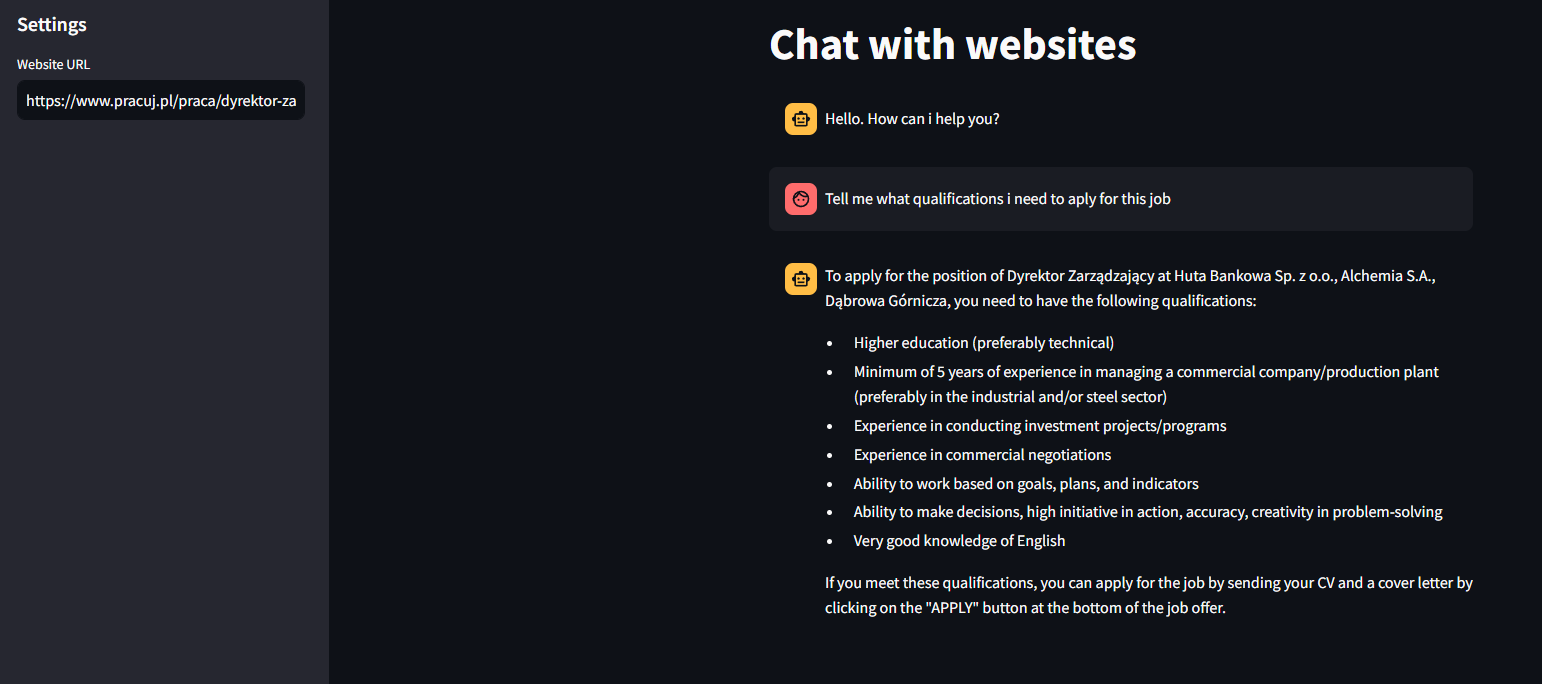 Settings
Website URL
https://www.pracuj.pl/praca/dyrektor-za
Chat with websites
Hello. How can i help you?
Tell me what qualifications i need to aply for this job
To apply for the position of Dyrektor Zarządzający at Huta Bankowa Sp. z o.o., Alchemia S.A.,
Dąbrowa Górnicza, you need to have the following qualifications:
• Higher education (preferably technical)
• Minimum of 5 years of experience in managing a commercial company/production plant
(preferably in the industrial and/or steel sector)
• Experience in conducting investment projects/programs
• Experience in commercial negotiations
• Ability to work based on goals, plans, and indicators
• Ability to make decisions, high initiative in action, accuracy, creativity in problem-solving
• Very good knowledge of English
If you meet these qualifications, you can apply for the job by sending your CV and a cover letter by
clicking on the "APPLY" button at the bottom of the job offer.